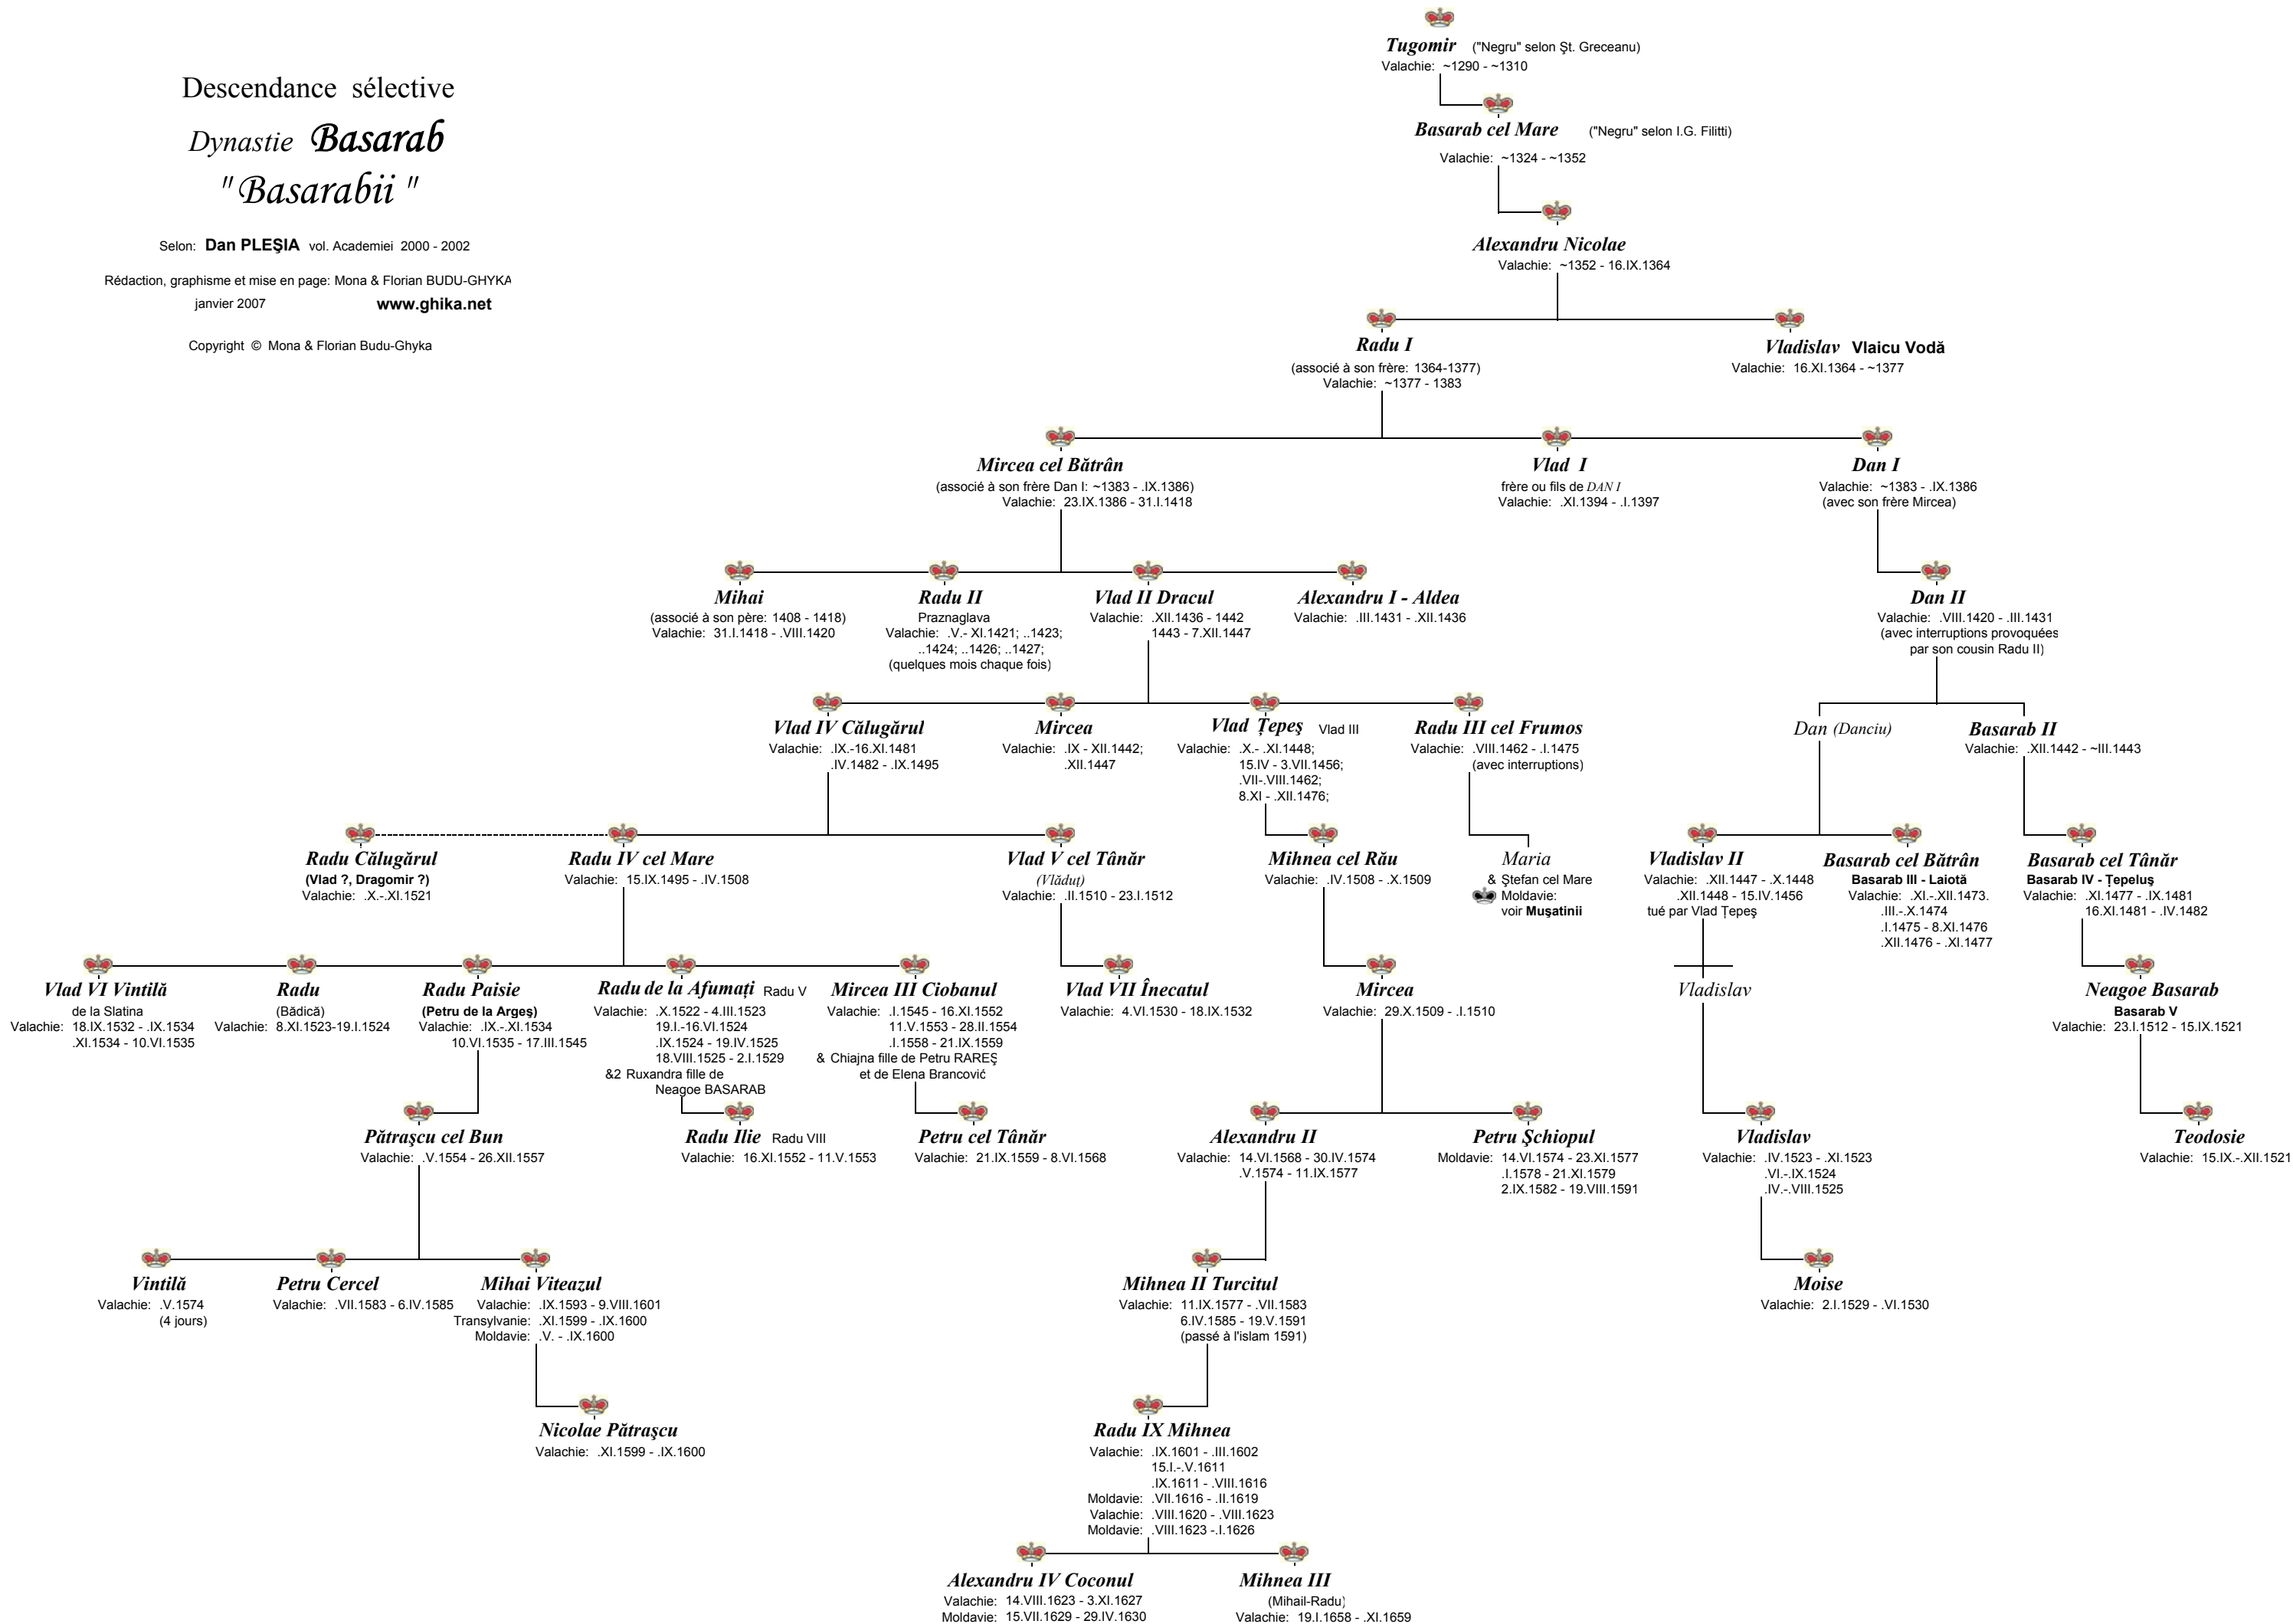 Descendance sélective
Dynastie Basarab
"Basarabii"
Selon: Dan PLEŞIA vol. Academiei 2000 - 2002
Rédaction, graphisme et mise en page: Mona & Florian BUDU-GHYKA
janvier 2007 www.ghika.net
Copyright © Mona & Florian Budu-Ghyka
Tugomir ("Negru" selon Şt. Greceanu)
Valachie: ~1290 - ~1310
Basarab cel Mare ("Negru" selon I.G. Filitti)
Valachie: ~1324 - ~1352
Alexandru Nicolae
Valachie: ~1352 - 16.IX.1364
Radu I
(associé à son frère: 1364-1377)
Valachie: ~1377 - 1383
Vladislav Vlaicu Vodă
Valachie: 16.XI.1364 - ~1377
Mircea cel Bătrân
(associé à son frère Dan I: ~1383 - .IX.1386)
Valachie: 23.IX.1386 - 31.I.1418
Vlad I
frère ou fils de DAN I
Valachie: .XI.1394 - .I.1397
Dan I
Valachie: ~1383 - .IX.1386
(avec son frère Mircea)
Mihai
(associé à son père: 1408 - 1418)
Valachie: 31.I.1418 - .VIII.1420
Radu II
Praznaglava
Valachie: .V.- XI.1421; ..1423;
..1424; ..1426; ..1427;
(quelques mois chaque fois)
Vlad II Dracul
Valachie: .XII.1436 - 1442
1443 - 7.XII.1447
Alexandru I - Aldea
Valachie: .III.1431 - .XII.1436
Dan II
Valachie: .VIII.1420 - .III.1431
(avec interruptions provoquées
par son cousin Radu II)
Vlad IV Călugărul
Valachie: .IX.-16.XI.1481
.IV.1482 - .IX.1495
Mircea
Valachie: .IX - XII.1442;
.XII.1447
Vlad Țepeş Vlad III
Valachie: .X.- .XI.1448;
15.IV - 3.VII.1456;
.VII-.VIII.1462;
8.XI - .XII.1476;
Radu III cel Frumos
Valachie: .VIII.1462 - .I.1475
(avec interruptions)
Dan (Danciu)
Basarab II
Valachie: .XII.1442 - ~III.1443
Radu Călugărul
(Vlad ?, Dragomir ?)
Valachie: .X.-.XI.1521
Radu IV cel Mare
Valachie: 15.IX.1495 - .IV.1508
Vlad V cel Tânăr
(Vlăduț)
Valachie: .II.1510 - 23.I.1512
Mihnea cel Rău
Valachie: .IV.1508 - .X.1509
Maria
& Ştefan cel Mare
Moldavie:
voir Muşatinii
Vladislav II
Valachie: .XII.1447 - .X.1448
.XII.1448 - 15.IV.1456
tué par Vlad Țepeş
Basarab cel Bătrân
Basarab III - Laiotă
Valachie: .XI.-.XII.1473.
.III.-.X.1474
.I.1475 - 8.XI.1476
.XII.1476 - .XI.1477
Basarab cel Tânăr
Basarab IV - Țepeluş
Valachie: .XI.1477 - .IX.1481
16.XI.1481 - .IV.1482
Vlad VI Vintilă
de la Slatina
Valachie: 18.IX.1532 - .IX.1534
.XI.1534 - 10.VI.1535
Radu
(Bădică)
Valachie: 8.XI.1523-19.I.1524
Radu Paisie
(Petru de la Argeş)
Valachie: .IX.-.XI.1534
10.VI.1535 - 17.III.1545
Radu de la Afumați Radu V
Valachie: .X.1522 - 4.III.1523
19.I.-16.VI.1524
.IX.1524 - 19.IV.1525
18.VIII.1525 - 2.I.1529
&2 Ruxandra fille de
Neagoe BASARAB
Mircea III Ciobanul
Valachie: .I.1545 - 16.XI.1552
11.V.1553 - 28.II.1554
.I.1558 - 21.IX.1559
& Chiajna fille de Petru RAREŞ
et de Elena Brancović
Vlad VII Înecatul
Valachie: 4.VI.1530 - 18.IX.1532
Mircea
Valachie: 29.X.1509 - .I.1510
Vladislav
Neagoe Basarab
Basarab V
Valachie: 23.I.1512 - 15.IX.1521
Pătraşcu cel Bun
Valachie: .V.1554 - 26.XII.1557
Radu Ilie Radu VIII
Valachie: 16.XI.1552 - 11.V.1553
Petru cel Tânăr
Valachie: 21.IX.1559 - 8.VI.1568
Alexandru II
Valachie: 14.VI.1568 - 30.IV.1574
.V.1574 - 11.IX.1577
Petru Şchiopul
Moldavie: 14.VI.1574 - 23.XI.1577
.I.1578 - 21.XI.1579
2.IX.1582 - 19.VIII.1591
Vladislav
Valachie: .IV.1523 - .XI.1523
.VI.-.IX.1524
.IV.-.VIII.1525
Teodosie
Valachie: 15.IX.-.XII.1521
Vintilă
Valachie: .V.1574
(4 jours)
Petru Cercel
Valachie: .VII.1583 - 6.IV.1585
Mihai Viteazul
Valachie: .IX.1593 - 9.VIII.1601
Transylvanie: .XI.1599 - .IX.1600
Moldavie: .V. - .IX.1600
Mihnea II Turcitul
Valachie: 11.IX.1577 - .VII.1583
6.IV.1585 - 19.V.1591
(passé à l'islam 1591)
Moise
Valachie: 2.I.1529 - .VI.1530
Nicolae Pătraşcu
Valachie: .XI.1599 - .IX.1600
Radu IX Mihnea
Valachie: .IX.1601 - .III.1602
15.I.-.V.1611
.IX.1611 - .VIII.1616
Moldavie: .VII.1616 - .II.1619
Valachie: .VIII.1620 - .VIII.1623
Moldavie: .VIII.1623 -.I.1626
Alexandru IV Coconul
Valachie: 14.VIII.1623 - 3.XI.1627
Moldavie: 15.VII.1629 - 29.IV.1630
Mihnea III
(Mihail-Radu)
Valachie: 19.I.1658 - .XI.1659